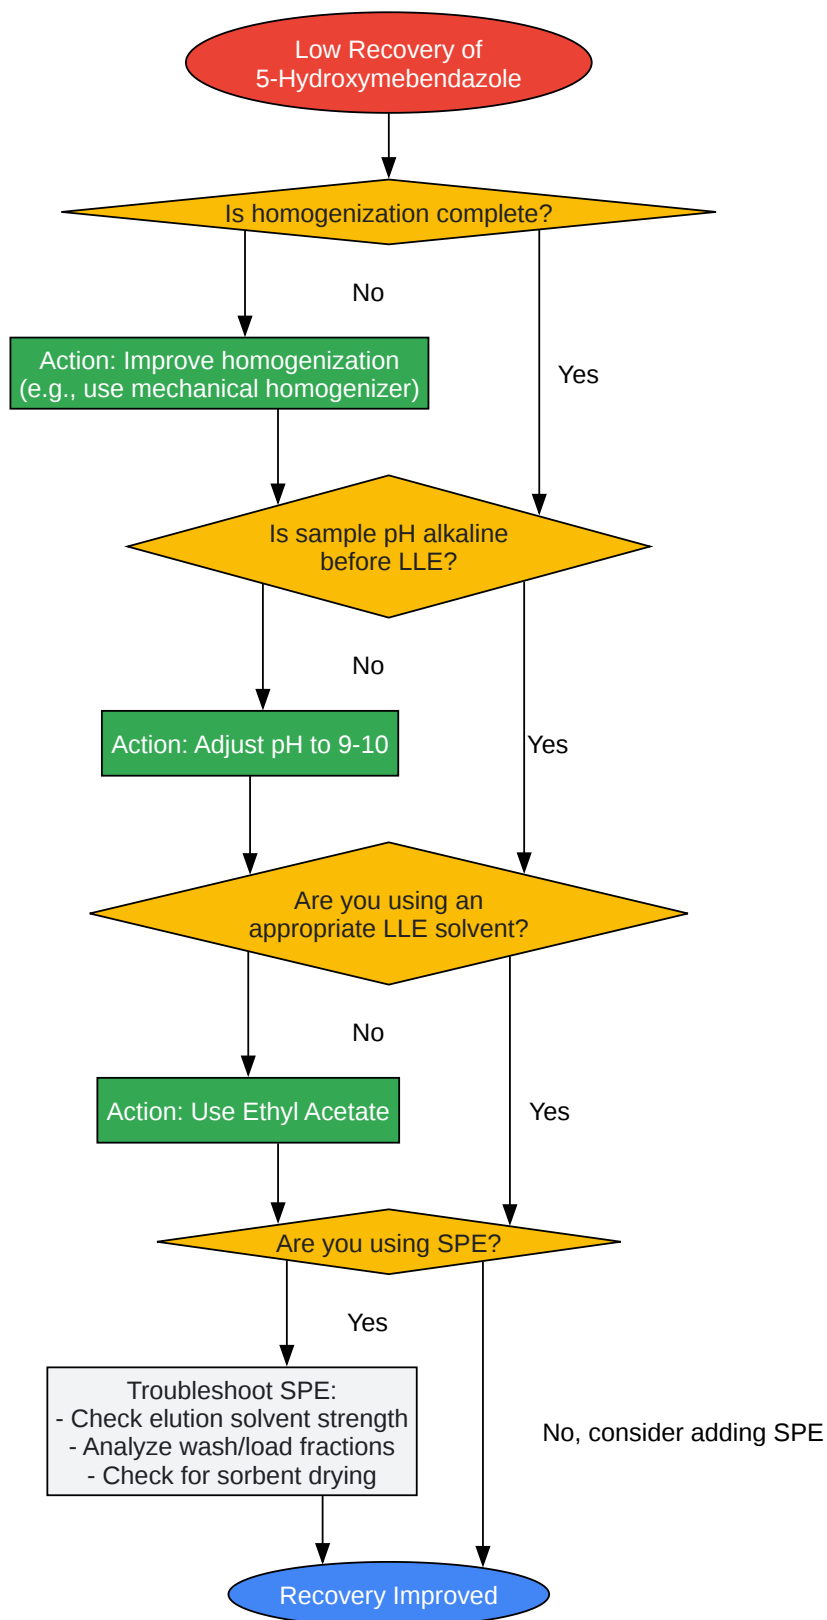 Low Recovery of
5-Hydroxymebendazole
Is homogenization complete?
No
Action: Improve homogenization
(e.g., use mechanical homogenizer)
Yes
Is sample pH alkaline
before LLE?
No
Action: Adjust pH to 9-10
Yes
Are you using an
appropriate LLE solvent?
No
Action: Use Ethyl Acetate
Yes
Are you using SPE?
Yes
Troubleshoot SPE:
- Check elution solvent strength
- Analyze wash/load fractions
- Check for sorbent drying
No, consider adding SPE
Recovery Improved